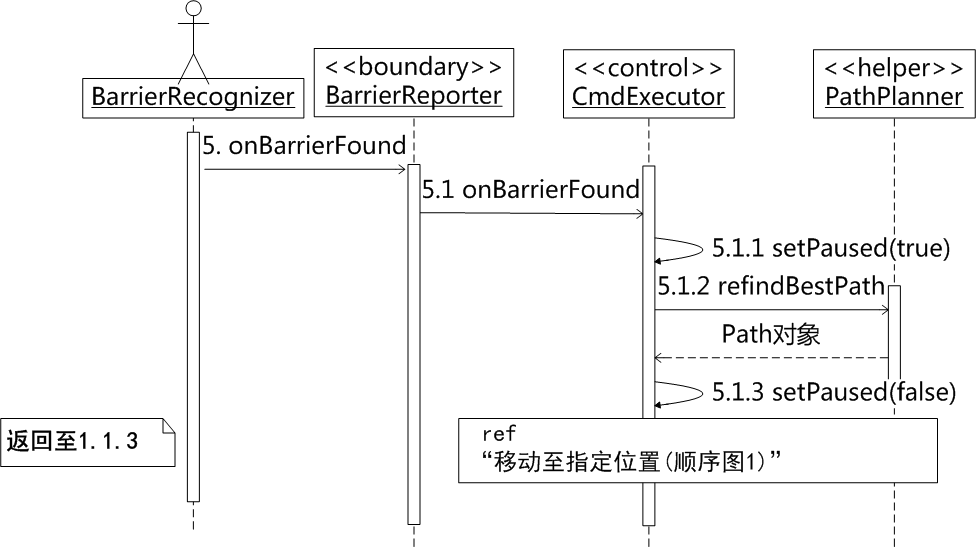 BarrierRecognizer
<<boundary>>
BarrierReporter
<<control>>
CmdExecutor
<<helper>>
PathPlanner
5. onBarrierFound
5.1 onBarrierFound
5.1.1 setPaused(true)
5.1.2 refindBestPath
Path对象
5.1.3 setPaused(false)
返回至1.1.3
ref
“移动至指定位置(顺序图1)”